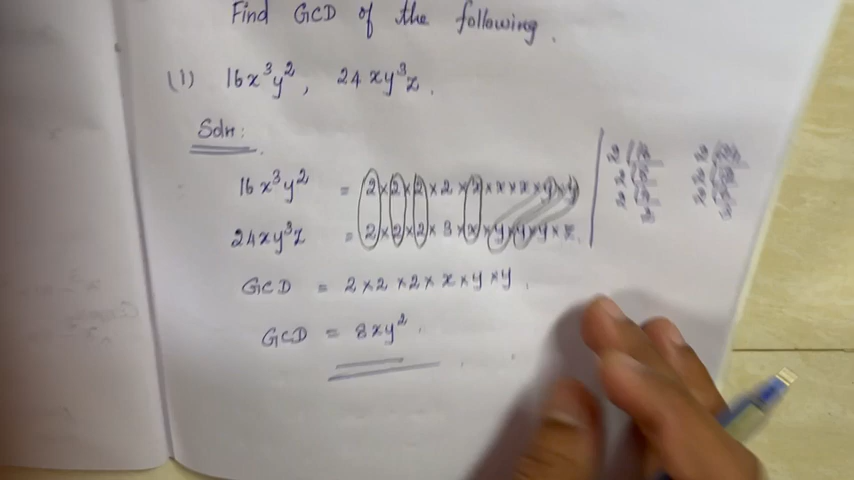 Find GCD of the following.
(1) 16x³y², 24xy³z.
Soln:
16x³y² = 2×2×2×2×x×x×x×y×y
24xy³z = 2×2×2×3×x×y×y×y×z.
GCD = 2×2×2×x×y×y.
GCD = 8xy².